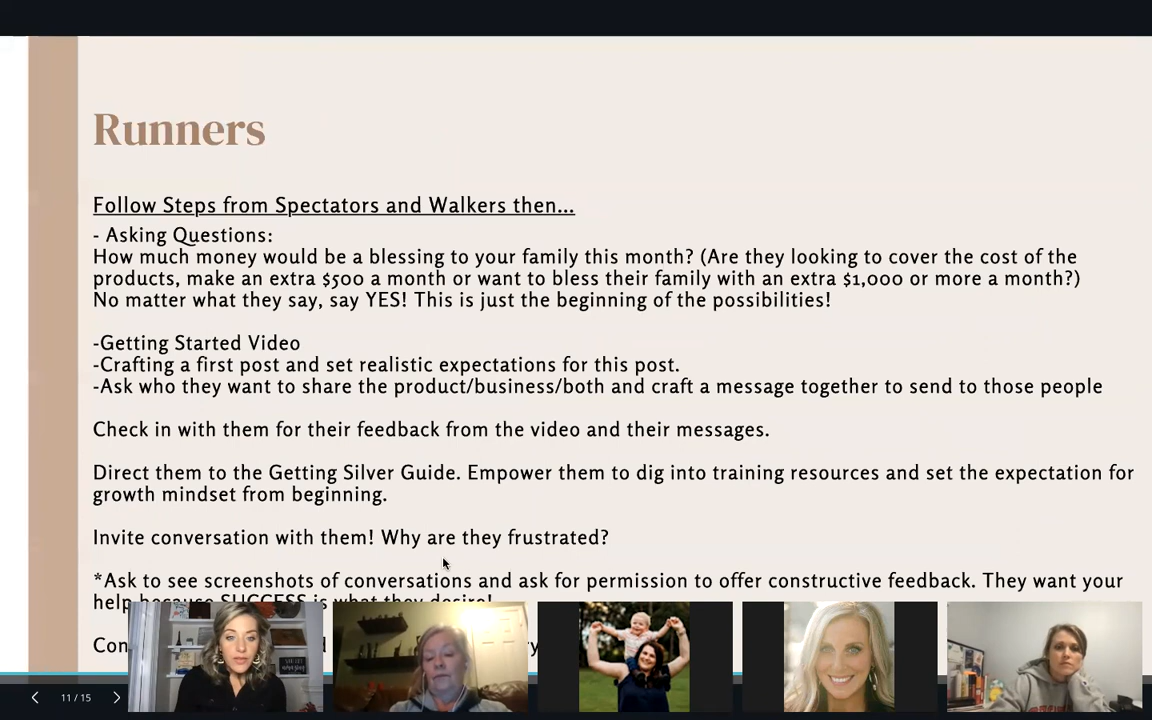 Runners
Follow Steps from Spectators and Walkers then...
- Asking Questions:
How much money would be a blessing to your family this month? (Are they looking to cover the cost of the
products, make an extra $500 a month or want to bless their family with an extra $1,000 or more a month?)
No matter what they say, say YES! This is just the beginning of the possibilities!
-Getting Started Video
-Crafting a first post and set realistic expectations for this post.
-Ask who they want to share the product/business/both and craft a message together to send to those people
Check in with them for their feedback from the video and their messages.
Direct them to the Getting Silver Guide. Empower them to dig into training resources and set the expectation for
growth mindset from beginning.
Invite conversation with them! Why are they frustrated?
*Ask to see screenshots of conversations and ask for permission to offer constructive feedback. They want your
help because SUCCESS is what they desire!
11 / 15